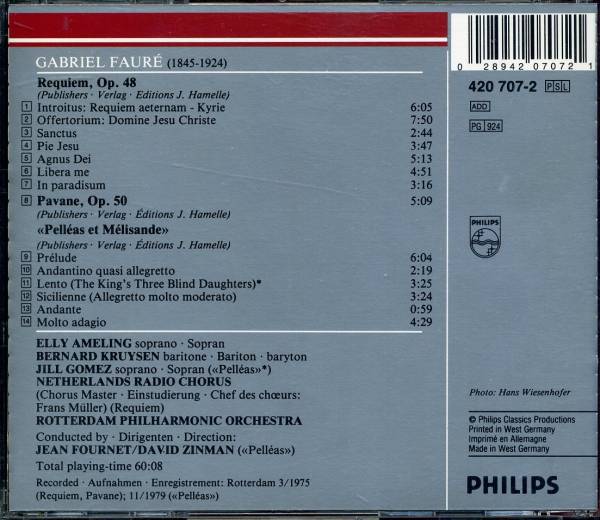 GABRIEL FAURÉ (1845-1924)
Requiem, Op. 48
(Publishers · Verlag · Éditions J. Hamelle)
1 Introitus: Requiem aeternam - Kyrie 6:05
2 Offertorium: Domine Jesu Christe 7:50
3 Sanctus 2:44
4 Pie Jesu 3:47
5 Agnus Dei 5:13
6 Libera me 4:51
7 In paradisum 3:16
8 Pavane, Op. 50 5:09
(Publishers · Verlag · Éditions J. Hamelle)
«Pelléas et Mélisande»
(Publishers · Verlag · Éditions J. Hamelle)
9 Prélude 6:04
10 Andantino quasi allegretto 2:19
11 Lento (The King's Three Blind Daughters)* 3:25
12 Sicilienne (Allegretto molto moderato) 3:24
13 Andante 0:59
14 Molto adagio 4:29
ELLY AMELING soprano · Sopran
BERNARD KRUYSEN baritone · Bariton · baryton
JILL GOMEZ soprano · Sopran («Pelléas»*)
NETHERLANDS RADIO CHORUS
(Chorus Master · Einstudierung · Chef des chœurs:
Frans Müller) (Requiem)
ROTTERDAM PHILHARMONIC ORCHESTRA
Conducted by · Dirigenten · Direction:
JEAN FOURNET/DAVID ZINMAN («Pelléas»)
Total playing-time 60:08
Recorded · Aufnahmen · Enregistrement: Rotterdam 3/1975
(Requiem, Pavane); 11/1979 («Pelléas»)
0 28942 07072 1
420 707-2 PSL
ADD
PG 924
PHILIPS
Photo: Hans Wiesenhofer
© Philips Classics Productions
Printed in West Germany
Imprimé en Allemagne
Made in West Germany
PHILIPS